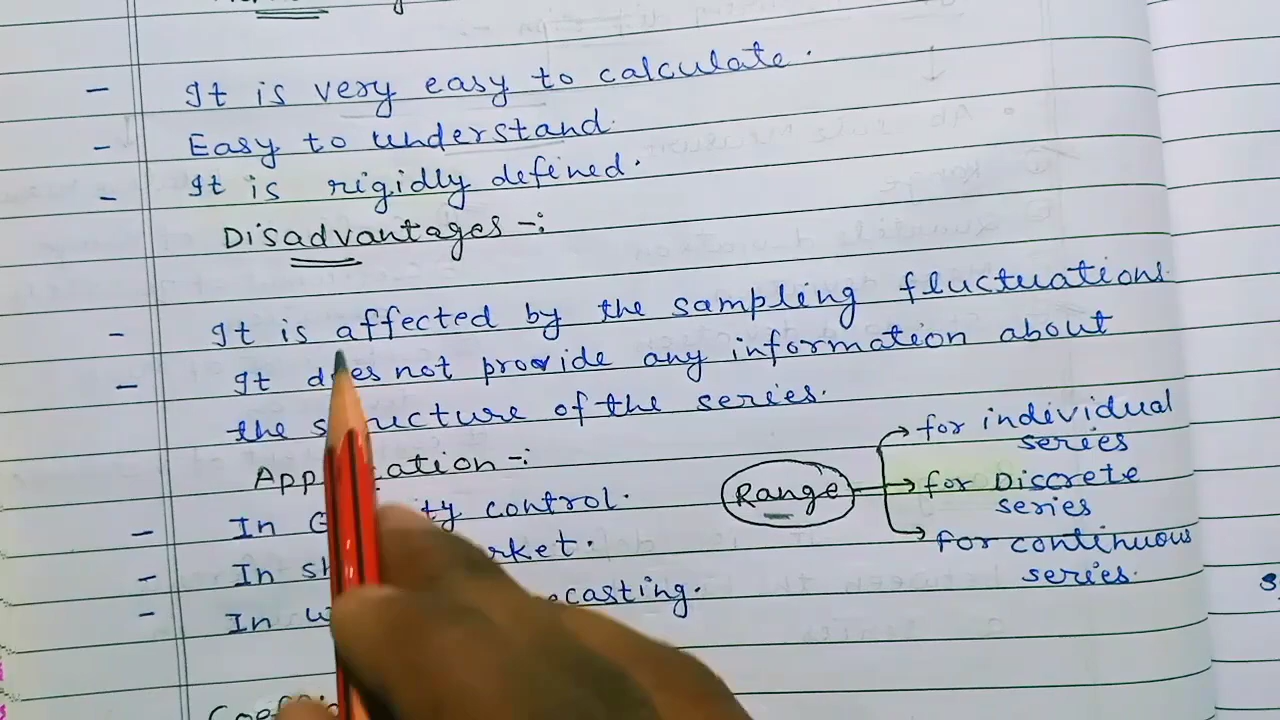 It is very easy to calculate.
Easy to understand.
It is rigidly defined.
Disadvantages -:
It is affected by the sampling fluctuations.
It does not provide any information about
the structure of the series.
Application -:
In control.
In
In
Range
for individual
series
for Discrete
series
for continuous
series.